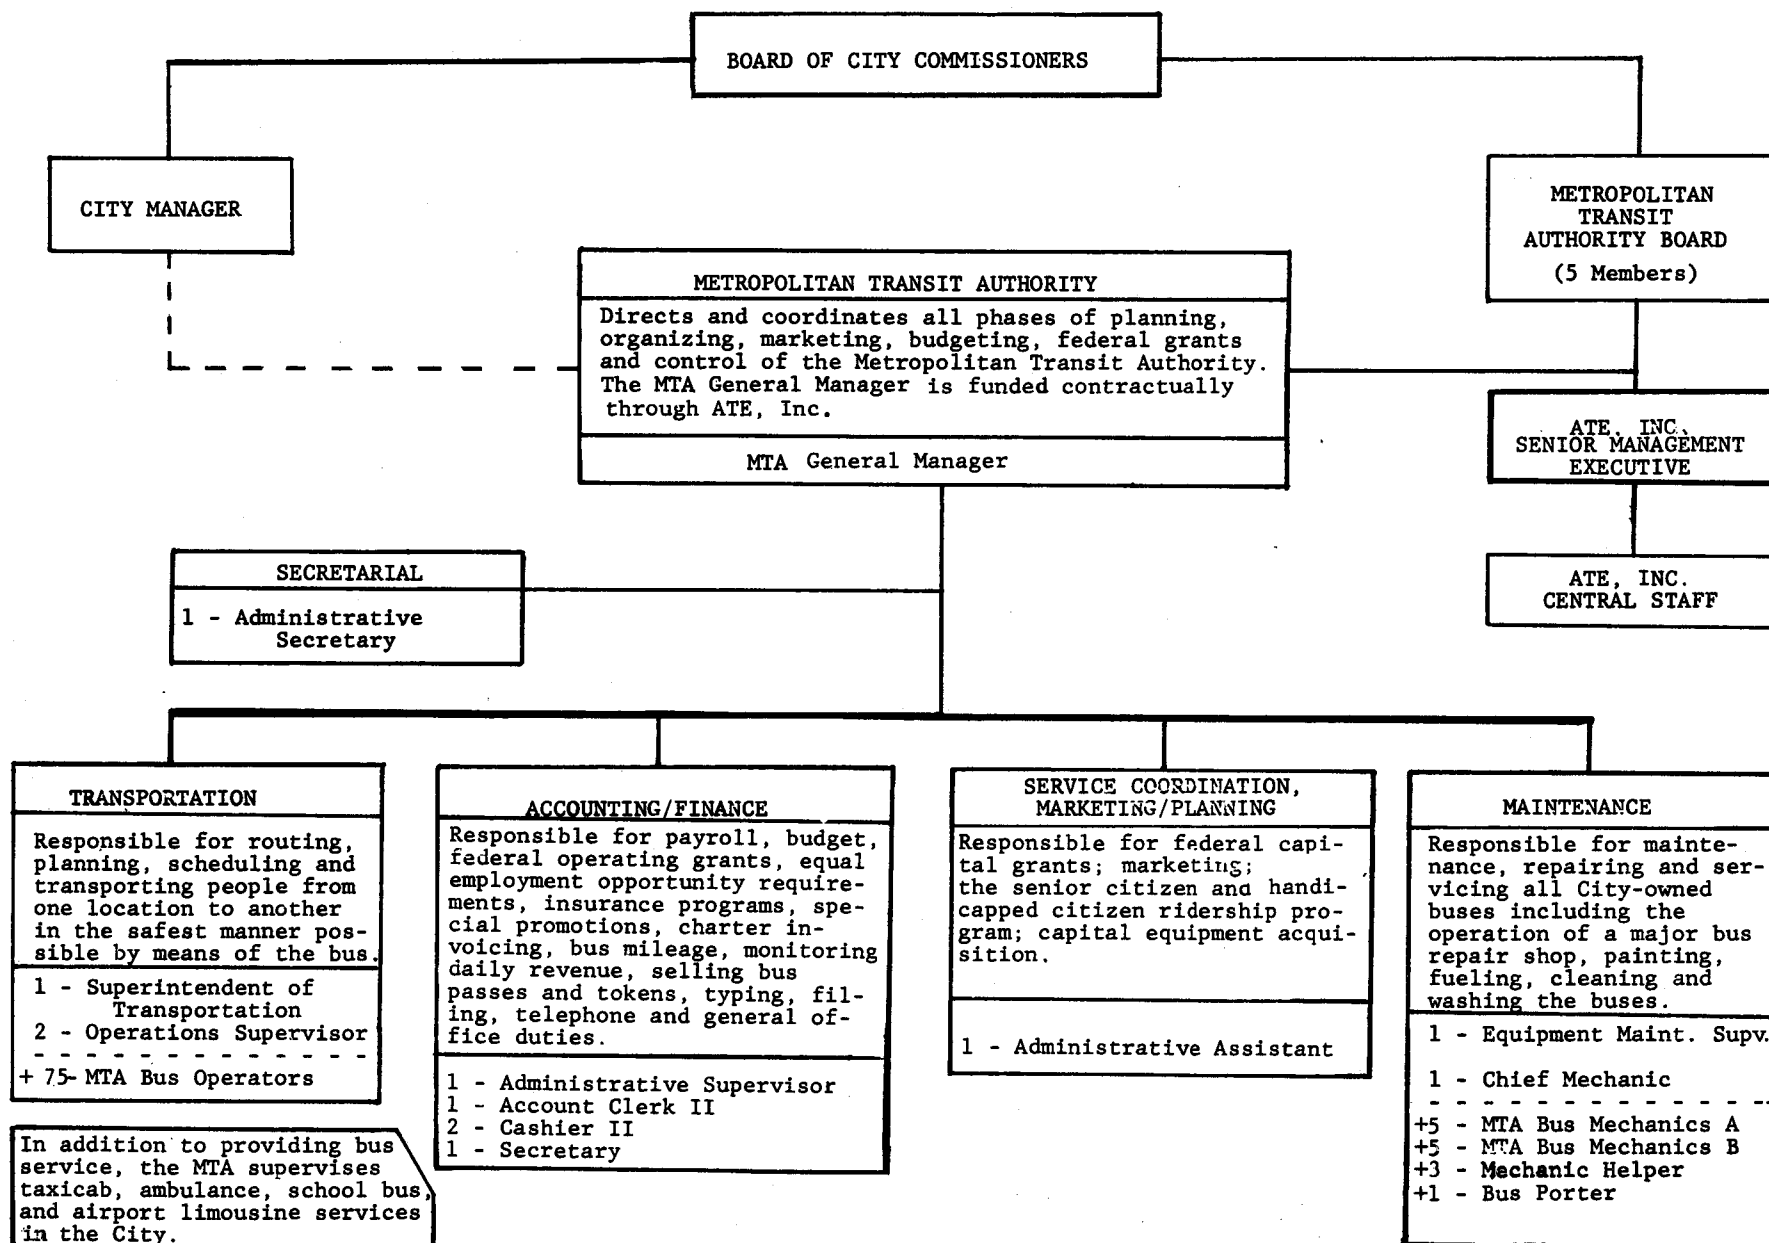 BOARD OF CITY COMMISSIONERS
CITY MANAGER
METROPOLITAN
TRANSIT
AUTHORITY BOARD
(5 Members)
METROPOLITAN TRANSIT AUTHORITY
Directs and coordinates all phases of planning,
organizing, marketing, budgeting, federal grants
and control of the Metropolitan Transit Authority.
The MTA General Manager is funded contractually
through ATE, Inc.
MTA General Manager
ATE, INC.
SENIOR MANAGEMENT
EXECUTIVE
ATE, INC.
CENTRAL STAFF
SECRETARIAL
1 - Administrative
Secretary
TRANSPORTATION
Responsible for routing,
planning, scheduling and
transporting people from
one location to another
in the safest manner pos-
sible by means of the bus.
1 - Superintendent of
Transportation
2 - Operations Supervisor
- - - - - - - - - - - - -
+ 75- MTA Bus Operators
In addition to providing bus
service, the MTA supervises
taxicab, ambulance, school bus,
and airport limousine services
in the City.
ACCOUNTING/FINANCE
Responsible for payroll, budget,
federal operating grants, equal
employment opportunity require-
ments, insurance programs, spe-
cial promotions, charter in-
voicing, bus mileage, monitoring
daily revenue, selling bus
passes and tokens, typing, fil-
ing, telephone and general of-
fice duties.
1 - Administrative Supervisor
1 - Account Clerk II
2 - Cashier II
1 - Secretary
SERVICE COORDINATION,
MARKETING/PLANNING
Responsible for federal capi-
tal grants; marketing;
the senior citizen and handi-
capped citizen ridership pro-
gram; capital equipment acqui-
sition.
1 - Administrative Assistant
MAINTENANCE
Responsible for mainte-
nance, repairing and ser-
vicing all City-owned
buses including the
operation of a major bus
repair shop, painting,
fueling, cleaning and
washing the buses.
1 - Equipment Maint. Supv.
1 - Chief Mechanic
- - - - - - - - - - - - -
+5 - MTA Bus Mechanics A
+5 - MTA Bus Mechanics B
+3 - Mechanic Helper
+1 - Bus Porter